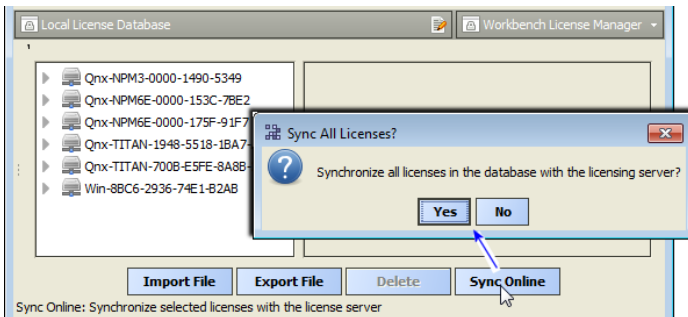 Local License Database
Workbench License Manager
Qnx-NPM3-0000-1490-5349
Qnx-NPM6E-0000-153C-7BE2
Qnx-NPM6E-0000-175F-91F7
Qnx-TITAN-1948-5518-1BA7-
Qnx-TITAN-700B-E5FE-8A8B-
Win-8BC6-2936-74E1-B2AB
Sync All Licenses?
Synchronize all licenses in the database with the licensing server?
Yes No
Import File Export File Delete Sync Online
Sync Online: Synchronize selected licenses with the license server